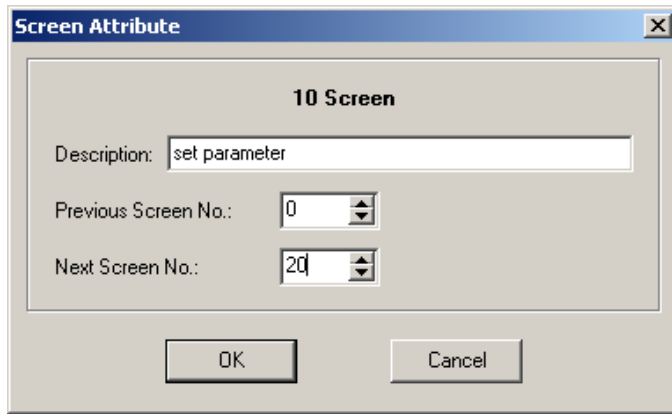 Screen Attribute
10 Screen
Description: set parameter
Previous Screen No.: 0
Next Screen No.: 20
OK Cancel